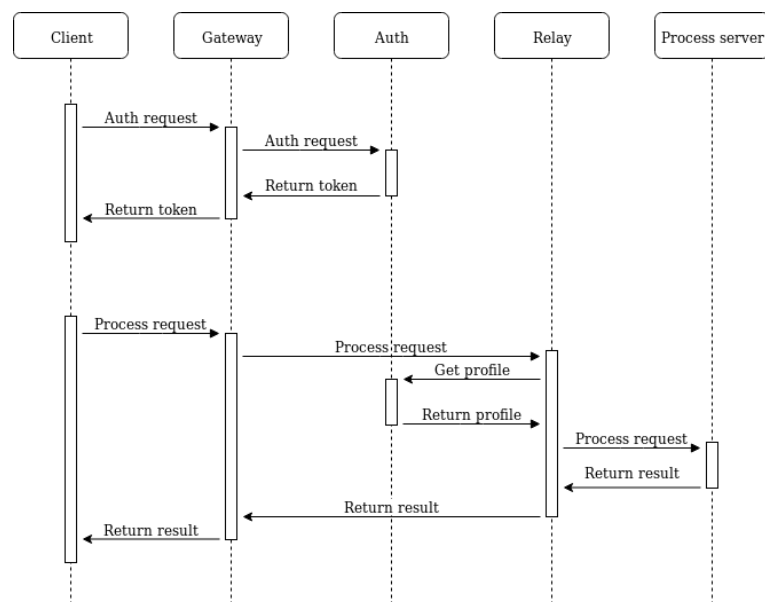 Client
Gateway
Auth
Relay
Process server
Auth request
Auth request
Return token
Return token
Process request
Process request
Get profile
Return profile
Process request
Return result
Return result
Return result